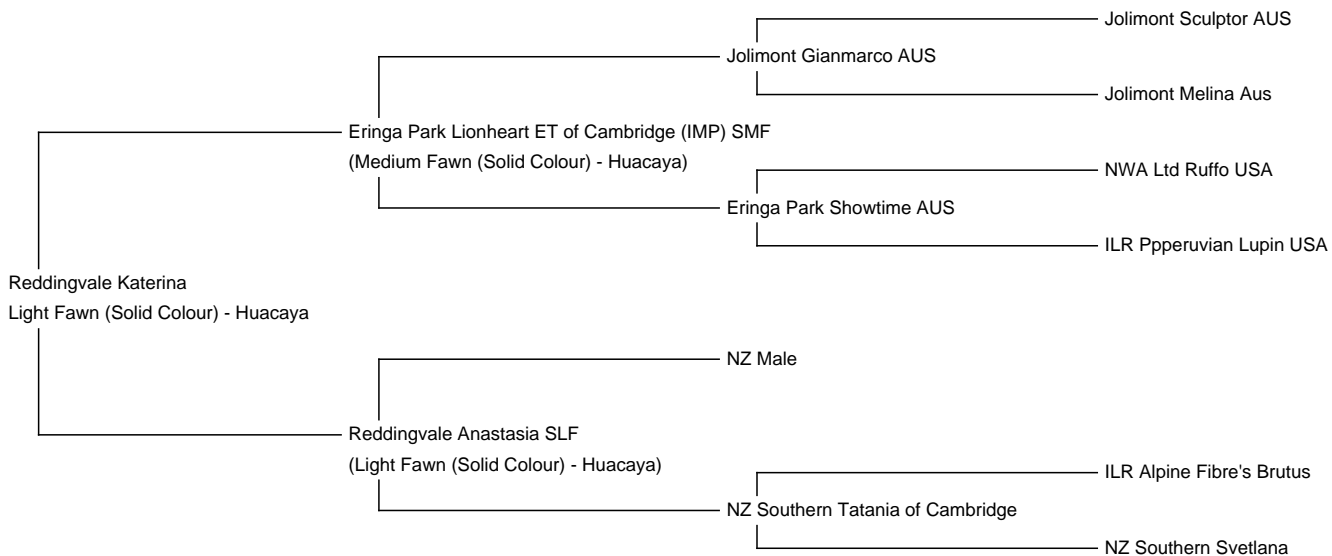 Jolimont Sculptor AUS
Jolimont Gianmarco AUS
Jolimont Melina Aus
Eringa Park Lionheart ET of Cambridge (IMP) SMF
(Medium Fawn (Solid Colour) - Huacaya)
NWA Ltd Ruffo USA
Eringa Park Showtime AUS
ILR Ppperuvian Lupin USA
Reddingvale Katerina
Light Fawn (Solid Colour) - Huacaya
NZ Male
Reddingvale Anastasia SLF
(Light Fawn (Solid Colour) - Huacaya)
ILR Alpine Fibre's Brutus
NZ Southern Tatania of Cambridge
NZ Southern Svetlana